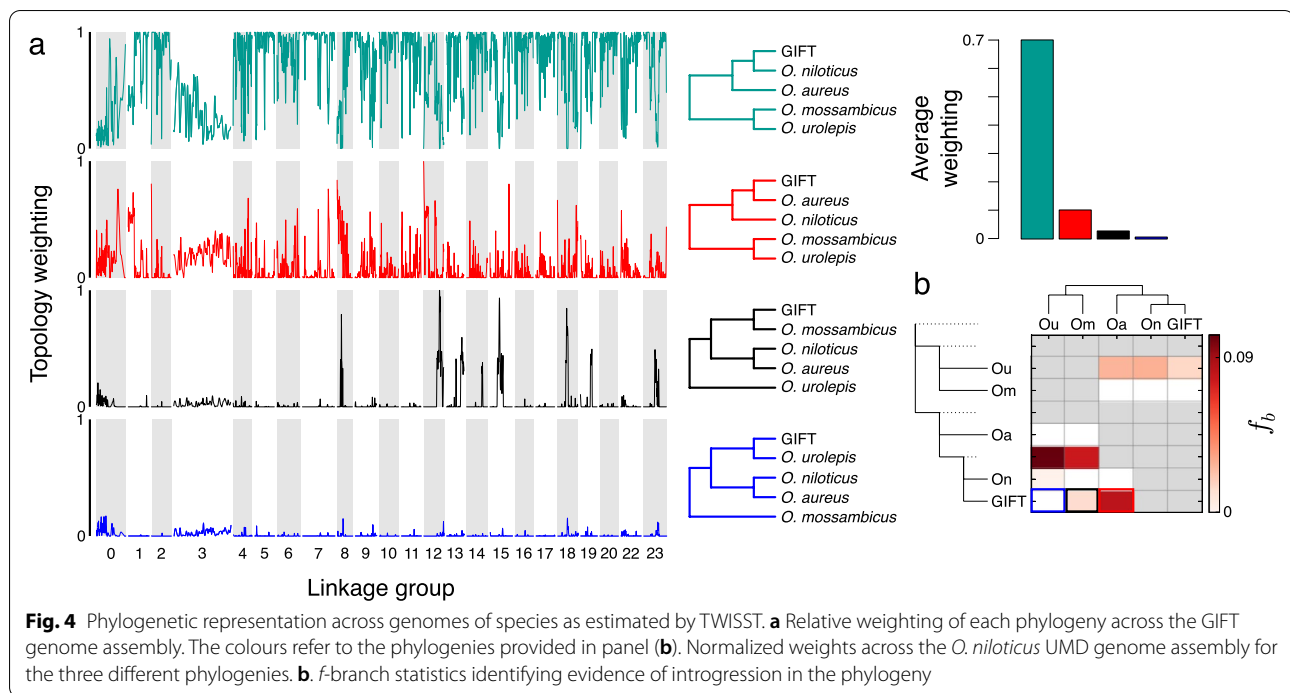 a
Topology weighting
1
0
GIFT
O. niloticus
O. aureus
O. mossambicus
O. urolepis
1
0
GIFT
O. aureus
O. niloticus
O. mossambicus
O. urolepis
1
0
GIFT
O. mossambicus
O. niloticus
O. aureus
O. urolepis
1
0
GIFT
O. urolepis
O. niloticus
O. aureus
O. mossambicus
0 1 2 3 4 5 6 7 8 9 10 11 12 13 14 15 16 17 18 19 20 22 23
Linkage group
Average weighting
0.7
0
b
Ou Om Oa On GIFT
Ou
Om
Oa
On
GIFT
0.09
0
fb
Fig. 4 Phylogenetic representation across genomes of species as estimated by TWISST. a Relative weighting of each phylogeny across the GIFT
genome assembly. The colours refer to the phylogenies provided in panel (b). Normalized weights across the O. niloticus UMD genome assembly for
the three different phylogenies. b. f-branch statistics identifying evidence of introgression in the phylogeny